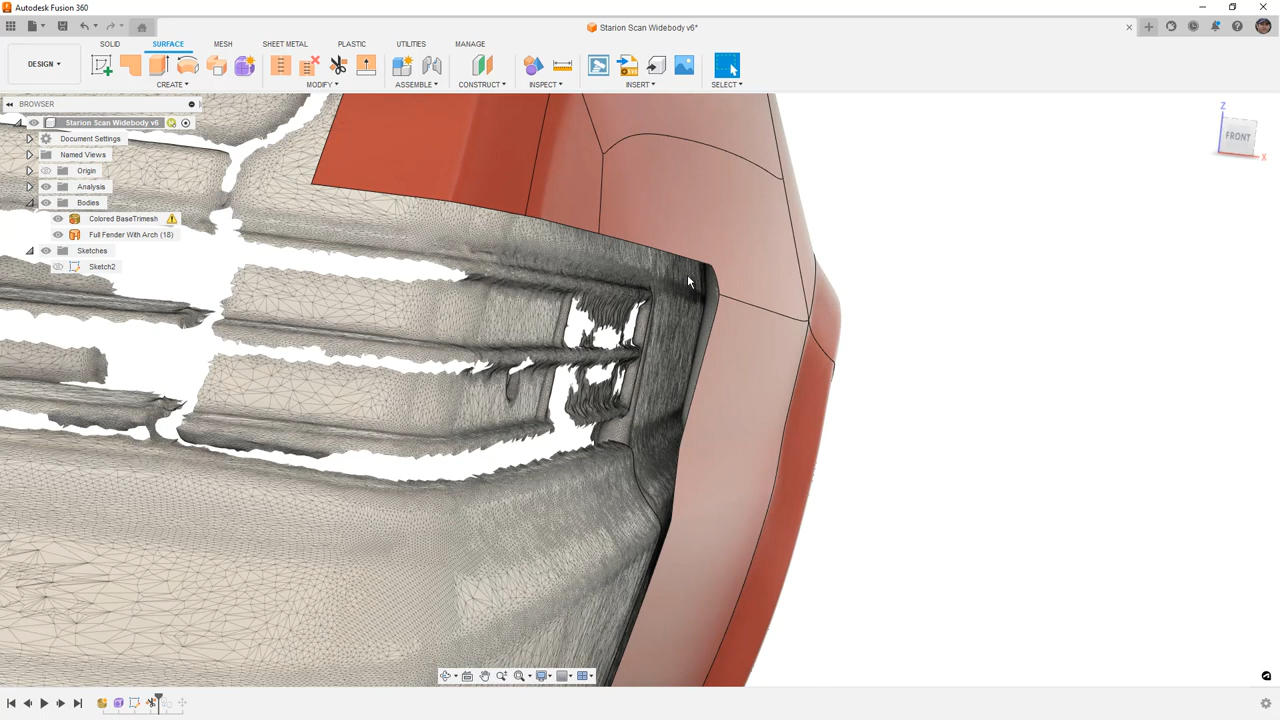 Autodesk Fusion 360
Starion Scan Widebody v6*
DESIGN
SOLID SURFACE MESH SHEET METAL PLASTIC UTILITIES MANAGE
CREATE MODIFY ASSEMBLE CONSTRUCT INSPECT INSERT SELECT
BROWSER
Starion Scan Widebody v6
Document Settings
Named Views
Origin
Analysis
Bodies
Colored BaseTrimesh
Full Fender With Arch (18)
Sketches
Sketch2
Z
FRONT
X